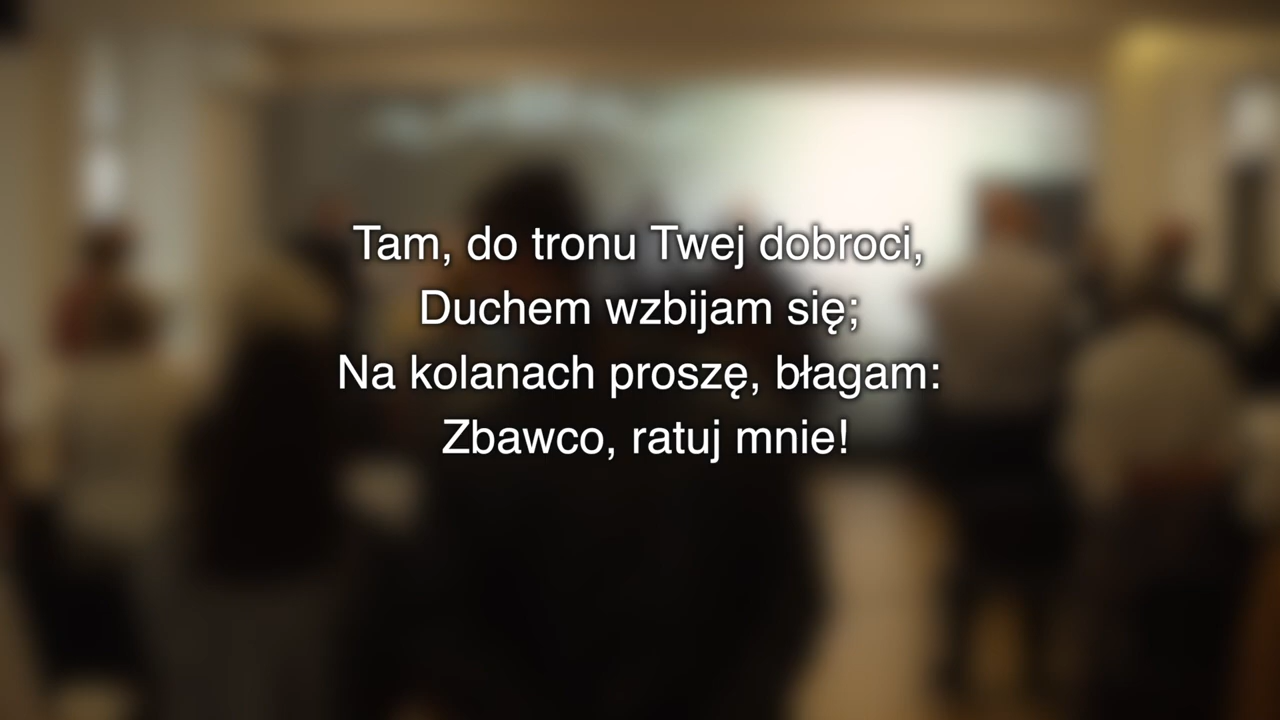 Tam, do tronu Twej dobroci,
Duchem wzbijam się;
Na kolanach proszę, błagam:
Zbawco, ratuj mnie!